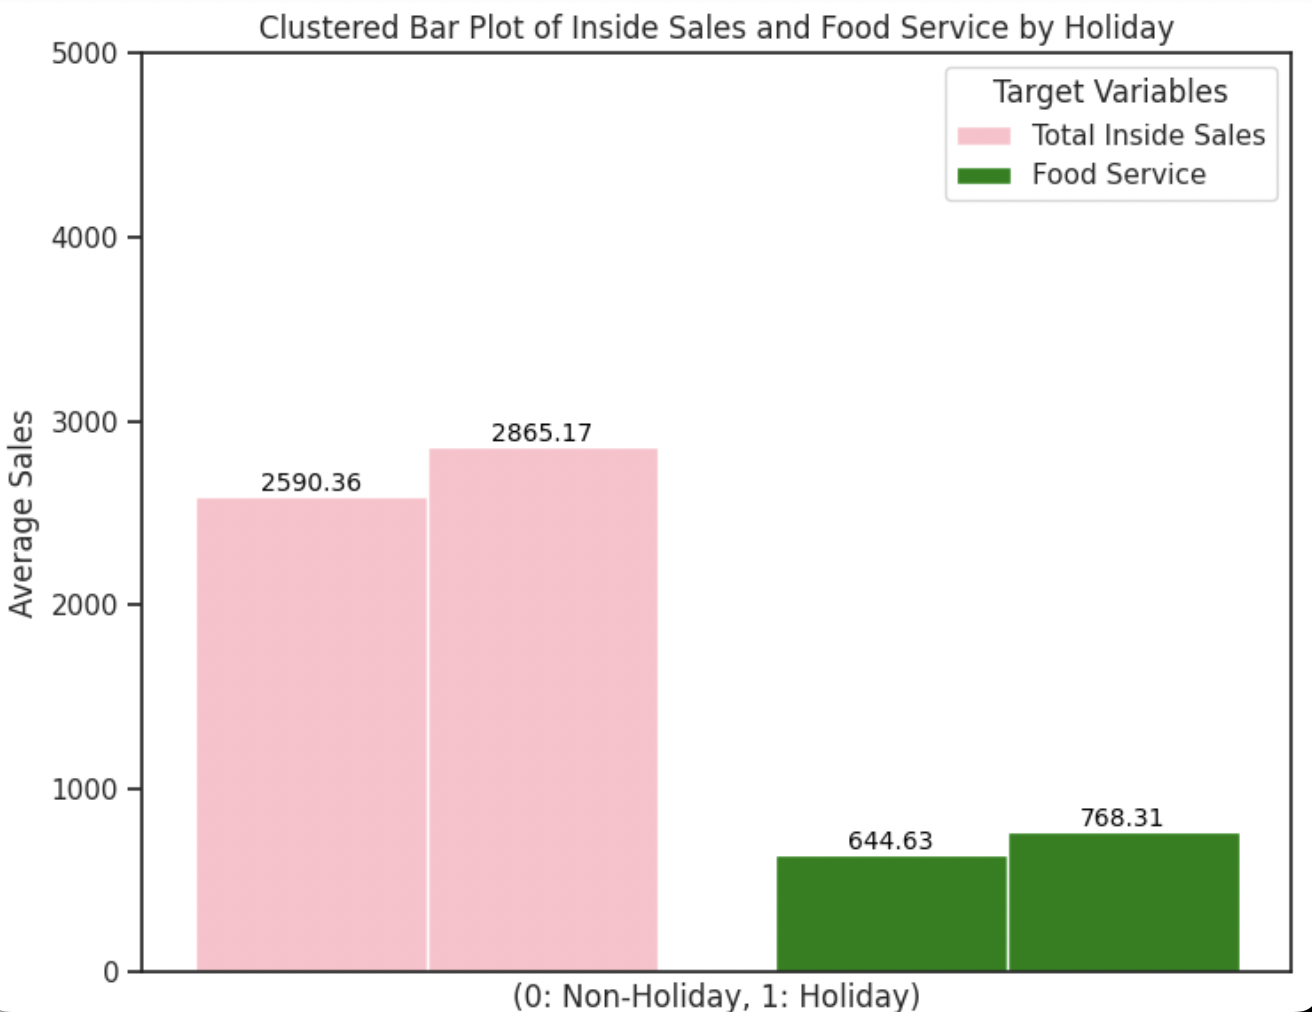 Clustered Bar Plot of Inside Sales and Food Service by Holiday
5000
4000
3000
2000
1000
0
Average Sales
Target Variables
Total Inside Sales
Food Service
2590.36
2865.17
644.63
768.31
(0: Non-Holiday, 1: Holiday)